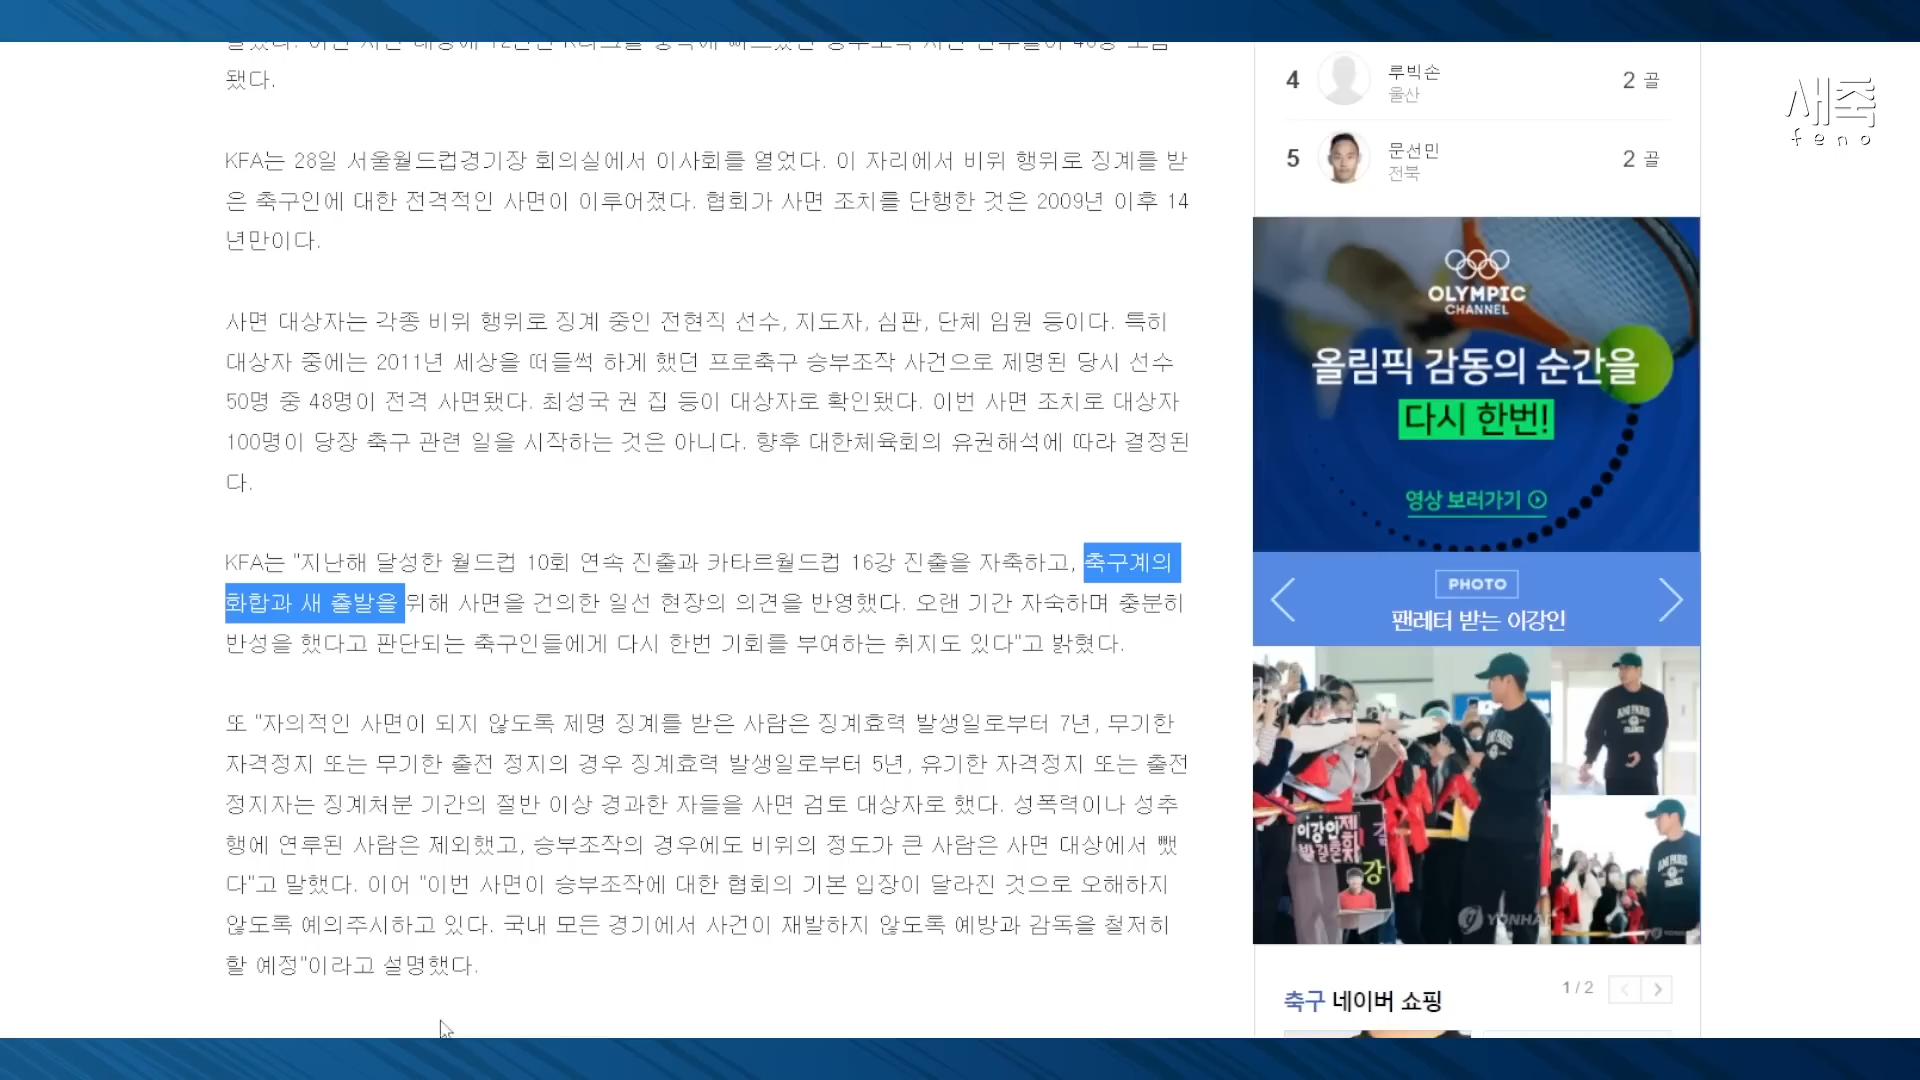 됐다.
KFA는 28일 서울월드컵경기장 회의실에서 이사회를 열었다. 이 자리에서 비위 행위로 징계를 받
은 축구인에 대한 전격적인 사면이 이루어졌다. 협회가 사면 조치를 단행한 것은 2009년 이후 14
년만이다.
사면 대상자는 각종 비위 행위로 징계 중인 전현직 선수, 지도자, 심판, 단체 임원 등이다. 특히
대상자 중에는 2011년 세상을 떠들썩 하게 했던 프로축구 승부조작 사건으로 제명된 당시 선수
50명 중 48명이 전격 사면됐다. 최성국 권 집 등이 대상자로 확인됐다. 이번 사면 조치로 대상자
100명이 당장 축구 관련 일을 시작하는 것은 아니다. 향후 대한체육회의 유권해석에 따라 결정된
다.
KFA는 "지난해 달성한 월드컵 10회 연속 진출과 카타르월드컵 16강 진출을 자축하고, 축구계의
화합과 새 출발을 위해 사면을 건의한 일선 현장의 의견을 반영했다. 오랜 기간 자숙하며 충분히
반성을 했다고 판단되는 축구인들에게 다시 한번 기회를 부여하는 취지도 있다"고 밝혔다.
또 "자의적인 사면이 되지 않도록 제명 징계를 받은 사람은 징계효력 발생일로부터 7년, 무기한
자격정지 또는 무기한 출전 정지의 경우 징계효력 발생일로부터 5년, 유기한 자격정지 또는 출전
정지자는 징계처분 기간의 절반 이상 경과한 자들을 사면 검토 대상자로 했다. 성폭력이나 성추
행에 연루된 사람은 제외했고, 승부조작의 경우에도 비위의 정도가 큰 사람은 사면 대상에서 뺐
다"고 말했다. 이어 "이번 사면이 승부조작에 대한 협회의 기본 입장이 달라진 것으로 오해하지
않도록 예의주시하고 있다. 국내 모든 경기에서 사건이 재발하지 않도록 예방과 감독을 철저히
할 예정"이라고 설명했다.
4 루빅손 2 골
울산
5 문선민 2 골
전북
OLYMPIC
CHANNEL
올림픽 감동의 순간을
다시 한번!
영상 보러가기
PHOTO
팬레터 받는 이강인
AMI PARIS
FRANCE
YONHAP
축구 네이버 쇼핑
1 / 2
새축
feno